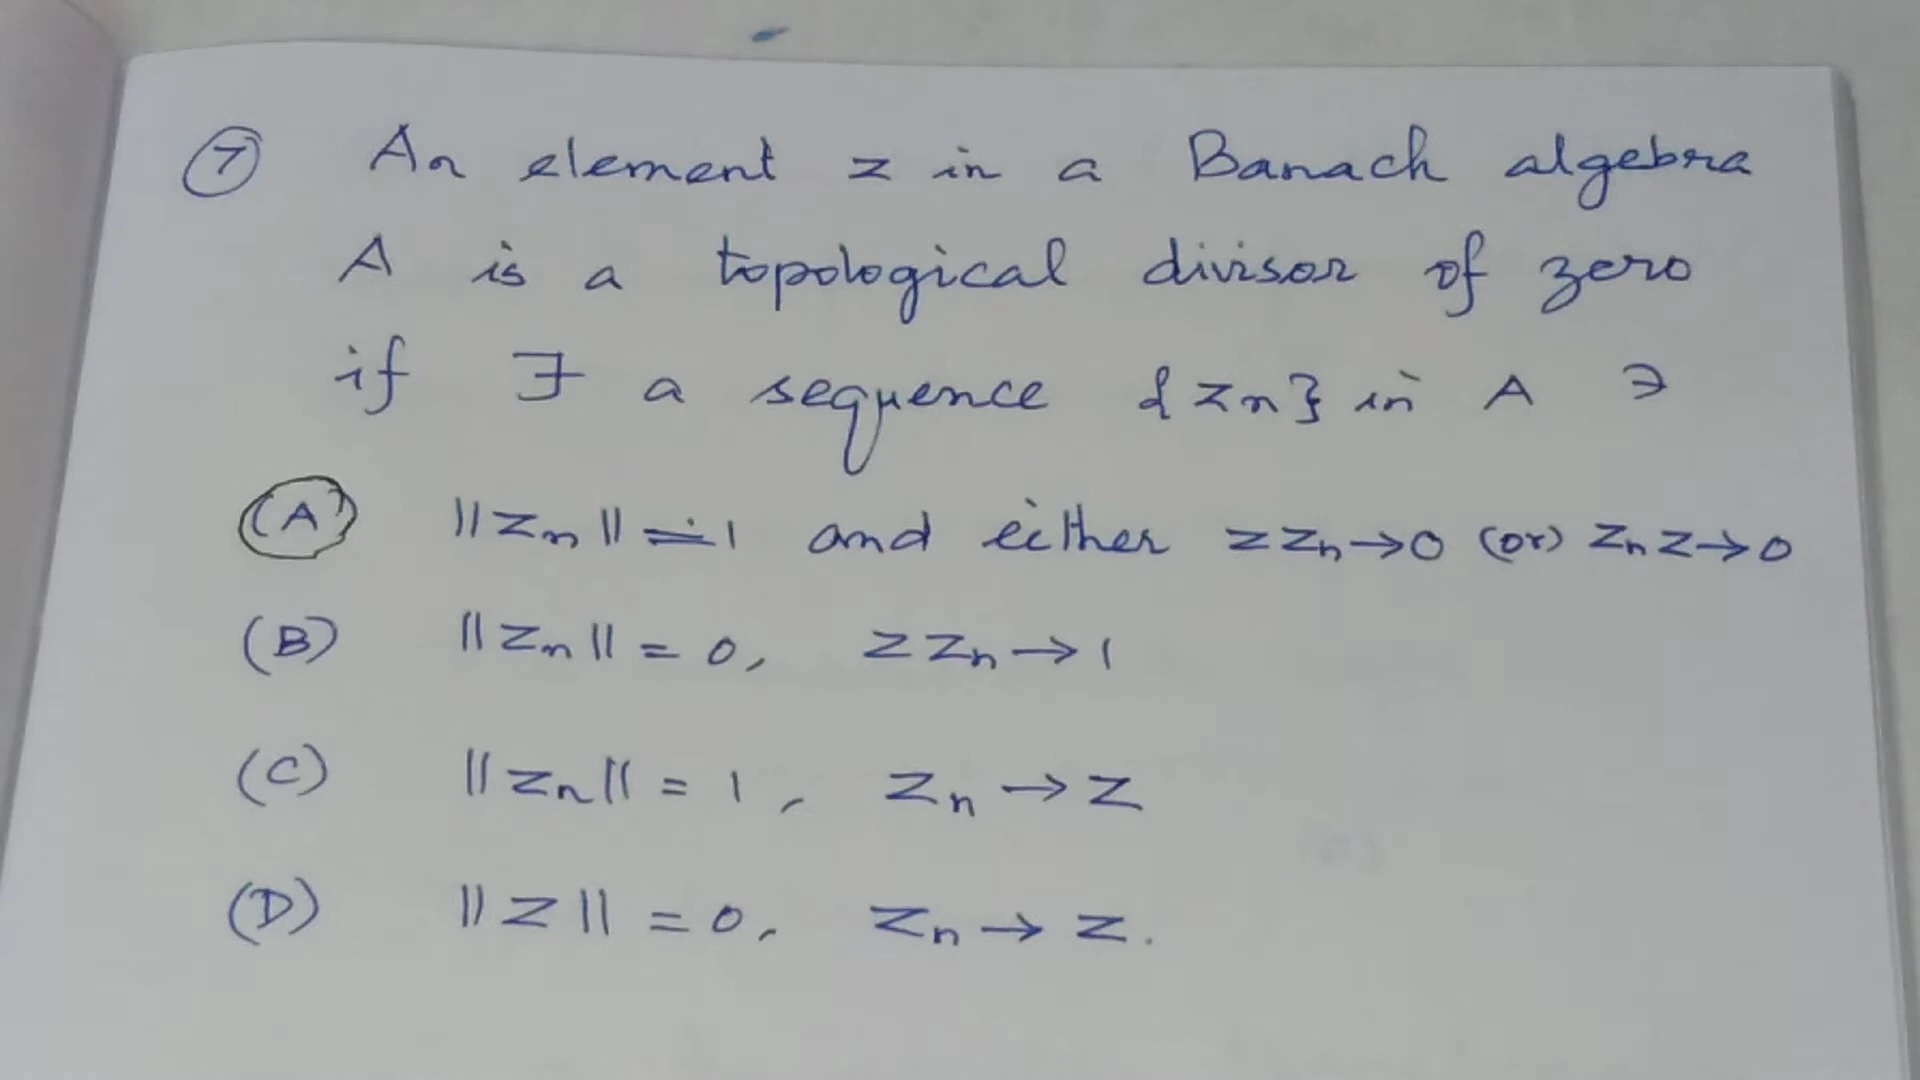 (7) An element z in a Banach algebra
A is a topological divisor of zero
if ∃ a sequence {zn} in A ∋
(A) ||zn|| = 1 and either zzn→0 (or) znz→0
(B) ||zn|| = 0, zzn→1
(C) ||zn|| = 1, zn→z
(D) ||z|| = 0, zn→z.